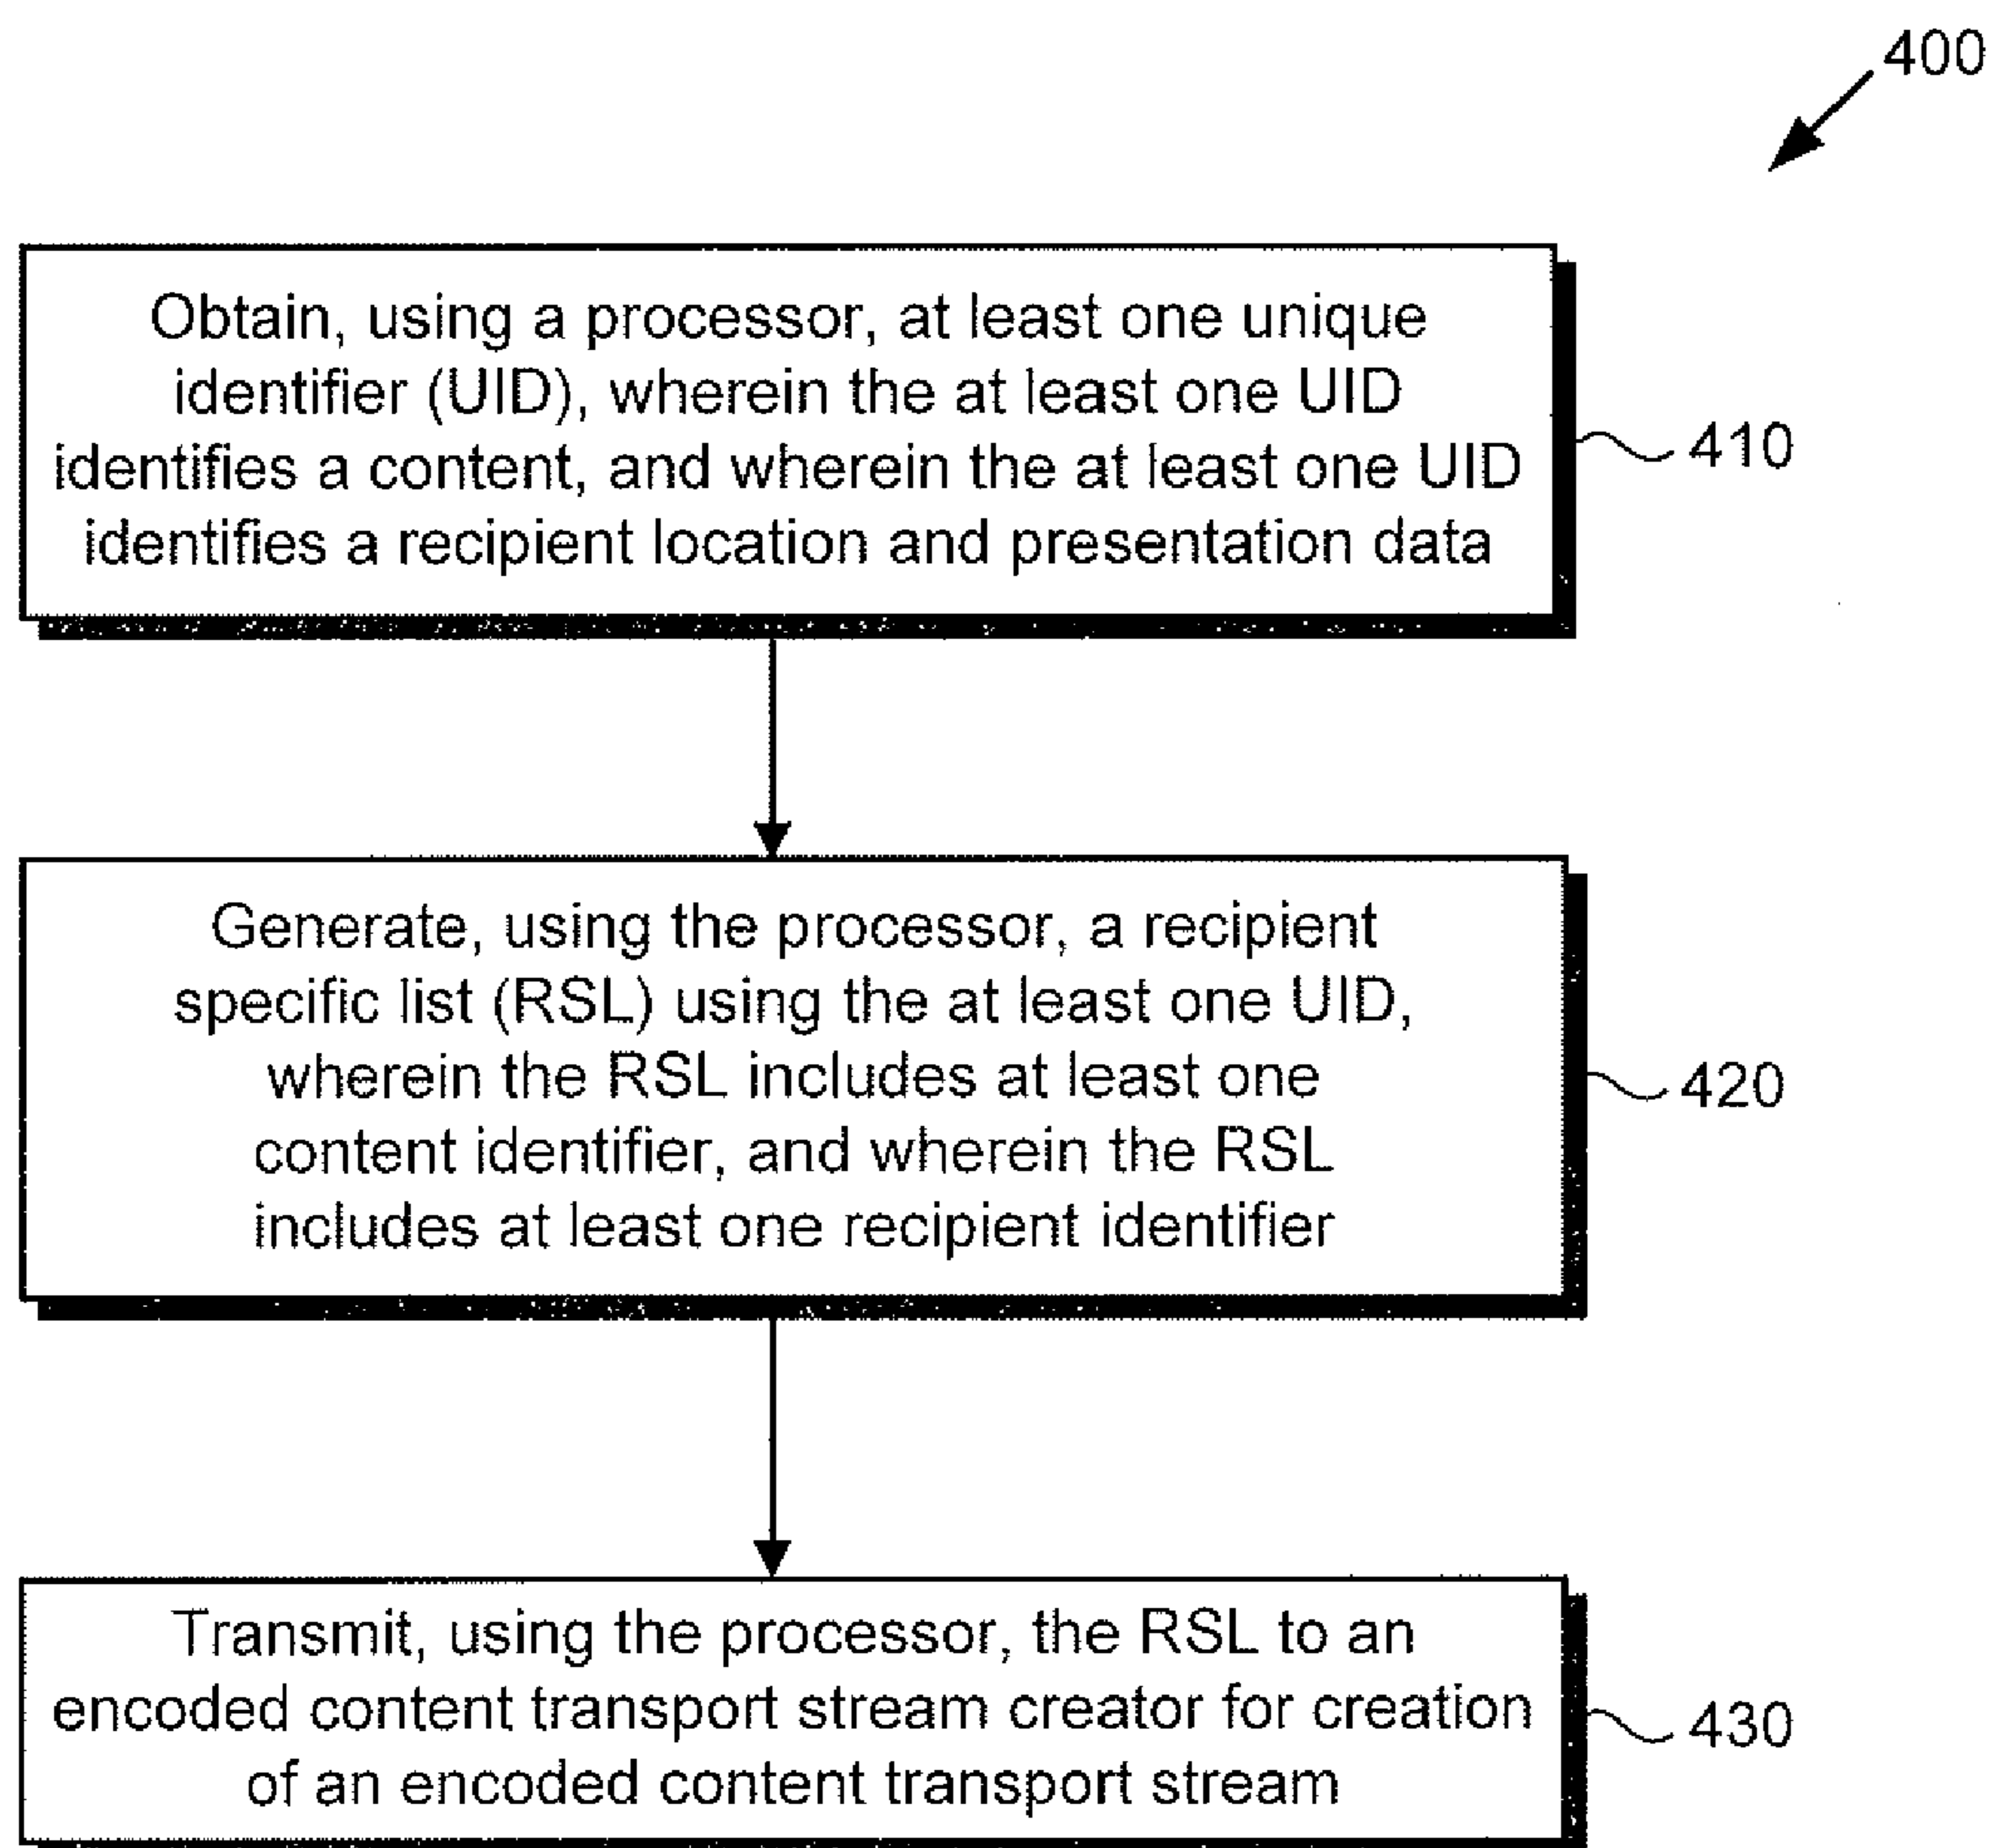 400
Obtain, using a processor, at least one unique
identifier (UID), wherein the at least one UID
identifies a content, and wherein the at least one UID
identifies a recipient location and presentation data
410
Generate, using the processor, a recipient
specific list (RSL) using the at least one UID,
wherein the RSL includes at least one
content identifier, and wherein the RSL
includes at least one recipient identifier
420
Transmit, using the processor, the RSL to an
encoded content transport stream creator for creation
of an encoded content transport stream
430